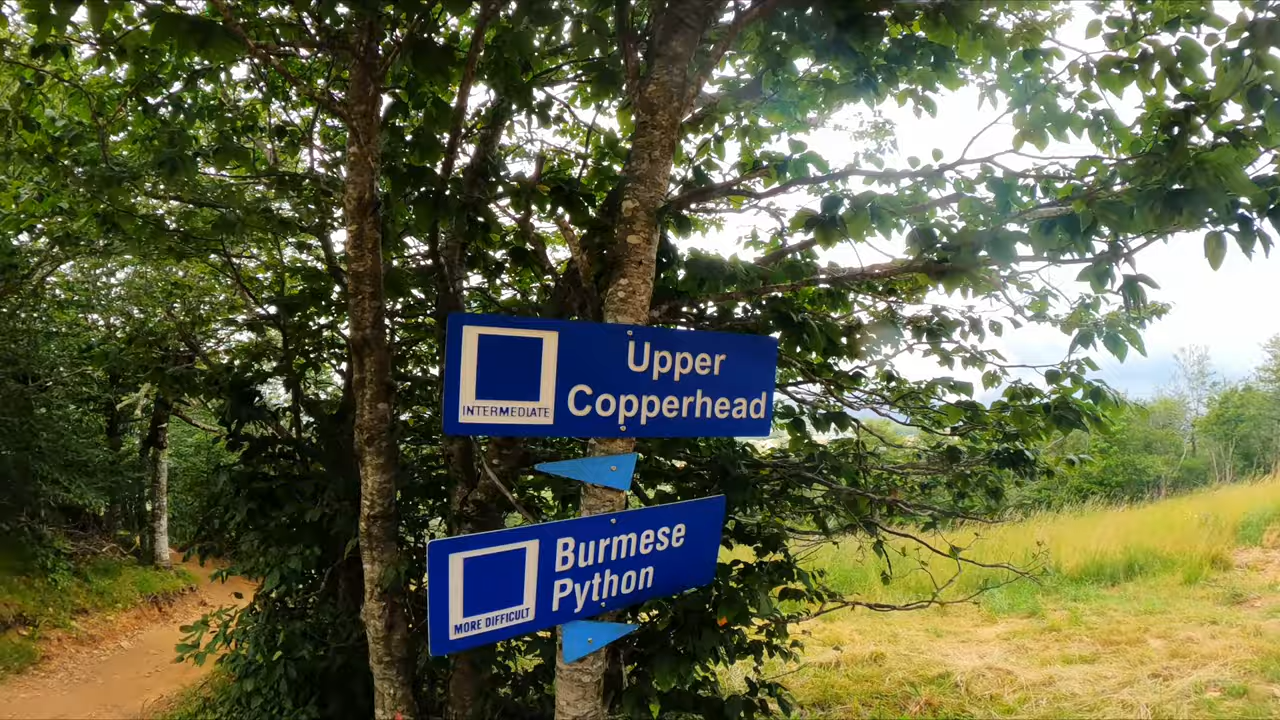 Upper
Copperhead
INTERMEDIATE
Burmese
Python
MORE DIFFICULT